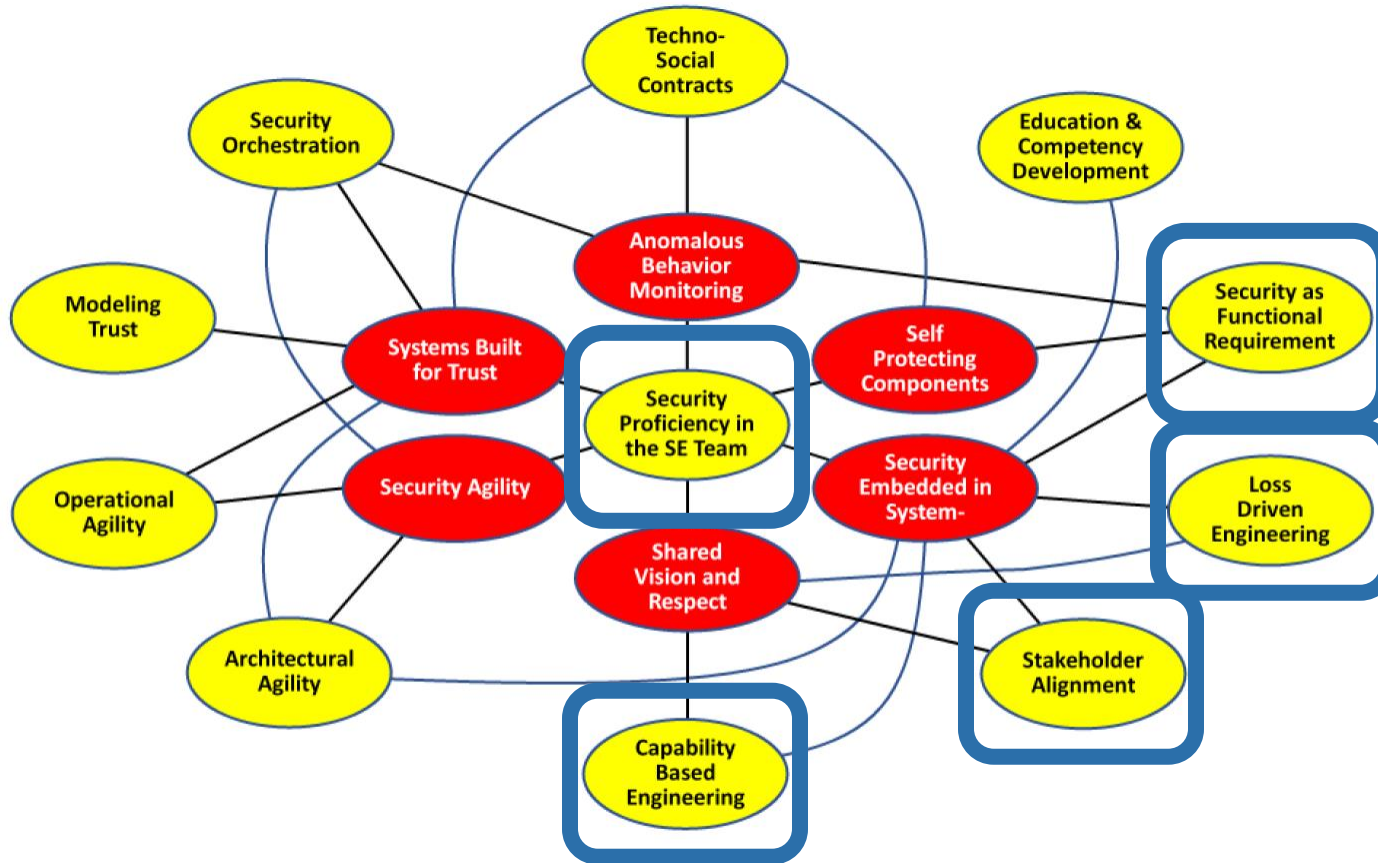 Techno-
Social
Contracts
Security
Orchestration
Education &
Competency
Development
Anomalous
Behavior
Monitoring
Modeling
Trust
Security as
Functional
Requirement
Systems Built
for Trust
Self
Protecting
Components
Security
Proficiency in
the SE Team
Operational
Agility
Security Agility
Security
Embedded in
System-
Loss
Driven
Engineering
Shared
Vision and
Respect
Architectural
Agility
Stakeholder
Alignment
Capability
Based
Engineering